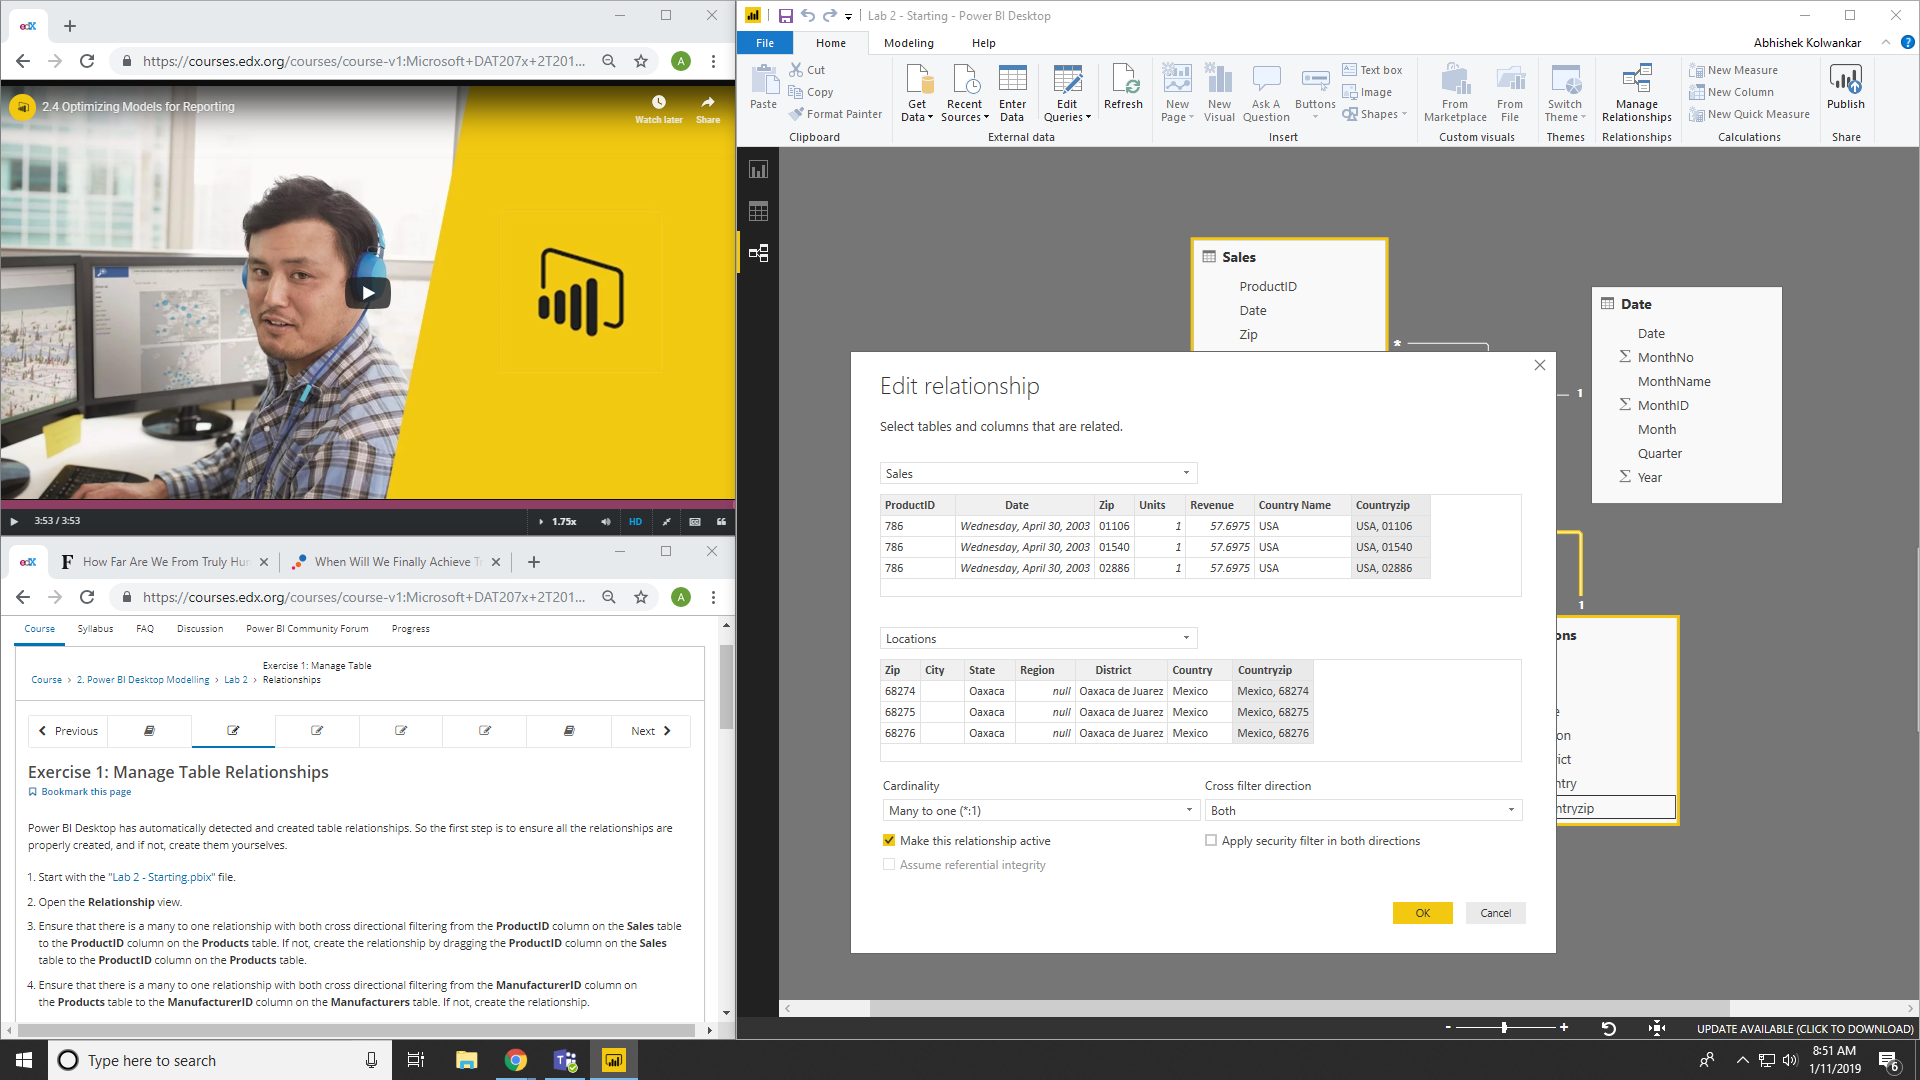 edX
https://courses.edx.org/courses/course-v1:Microsoft+DAT207x+2T201...
A
2.4 Optimizing Models for Reporting
Watch later
Share
3:53 / 3:53
1.75x
HD
edX
How Far Are We From Truly Hu
When Will We Finally Achieve T
https://courses.edx.org/courses/course-v1:Microsoft+DAT207x+2T201...
A
Course
Syllabus
FAQ
Discussion
Power BI Community Forum
Progress
Course > 2. Power BI Desktop Modelling > Lab 2 > Exercise 1: Manage Table Relationships
Previous
Next
Exercise 1: Manage Table Relationships
Bookmark this page
Power BI Desktop has automatically detected and created table relationships. So the first step is to ensure all the relationships are
properly created, and if not, create them yourselves.
1. Start with the "Lab 2 - Starting.pbix" file.
2. Open the Relationship view.
3. Ensure that there is a many to one relationship with both cross directional filtering from the ProductID column on the Sales table
to the ProductID column on the Products table. If not, create the relationship by dragging the ProductID column on the Sales
table to the ProductID column on the Products table.
4. Ensure that there is a many to one relationship with both cross directional filtering from the ManufacturerID column on
the Products table to the ManufacturerID column on the Manufacturers table. If not, create the relationship.
Lab 2 - Starting - Power BI Desktop
File
Home
Modeling
Help
Abhishek Kolwankar
Paste
Cut
Copy
Format Painter
Clipboard
Get Data
Recent Sources
Enter Data
Edit Queries
Refresh
External data
New Page
New Visual
Ask A Question
Buttons
Text box
Image
Shapes
Insert
From Marketplace
From File
Custom visuals
Switch Theme
Themes
Manage Relationships
Relationships
New Measure
New Column
New Quick Measure
Calculations
Publish
Share
Sales
ProductID
Date
Zip
*
1
Date
Date
MonthNo
MonthName
MonthID
Month
Quarter
Year
1
ons
e
on
ict
ntry
ntryzip
Edit relationship
Select tables and columns that are related.
Sales
ProductID Date Zip Units Revenue Country Name Countryzip
786 Wednesday, April 30, 2003 01106 1 57.6975 USA USA, 01106
786 Wednesday, April 30, 2003 01540 1 57.6975 USA USA, 01540
786 Wednesday, April 30, 2003 02886 1 57.6975 USA USA, 02886
Locations
Zip City State Region District Country Countryzip
68274 Oaxaca null Oaxaca de Juarez Mexico Mexico, 68274
68275 Oaxaca null Oaxaca de Juarez Mexico Mexico, 68275
68276 Oaxaca null Oaxaca de Juarez Mexico Mexico, 68276
Cardinality
Many to one (*:1)
Cross filter direction
Both
Make this relationship active
Apply security filter in both directions
Assume referential integrity
OK
Cancel
UPDATE AVAILABLE (CLICK TO DOWNLOAD)
Type here to search
8:51 AM
1/11/2019
6